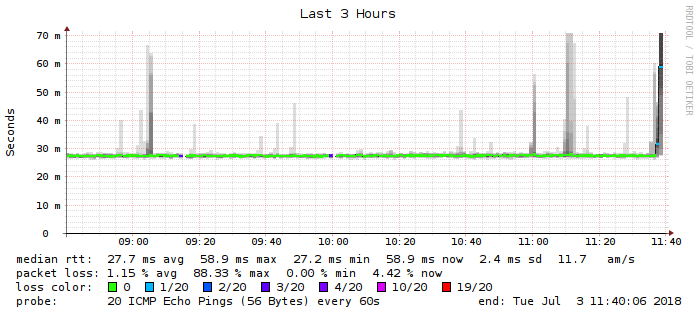 Last 3 Hours
RRDTOOL / TOBI OETIKER
Seconds
70 m
60 m
50 m
40 m
30 m
20 m
10 m
0
09:00 09:20 09:40 10:00 10:20 10:40 11:00 11:20 11:40
median rtt: 27.7 ms avg 58.9 ms max 27.2 ms min 58.9 ms now 2.4 ms sd 11.7 am/s
packet loss: 1.15 % avg 88.33 % max 0.00 % min 4.42 % now
loss color: 0 1/20 2/20 3/20 4/20 10/20 19/20
probe: 20 ICMP Echo Pings (56 Bytes) every 60s end: Tue Jul 3 11:40:06 2018